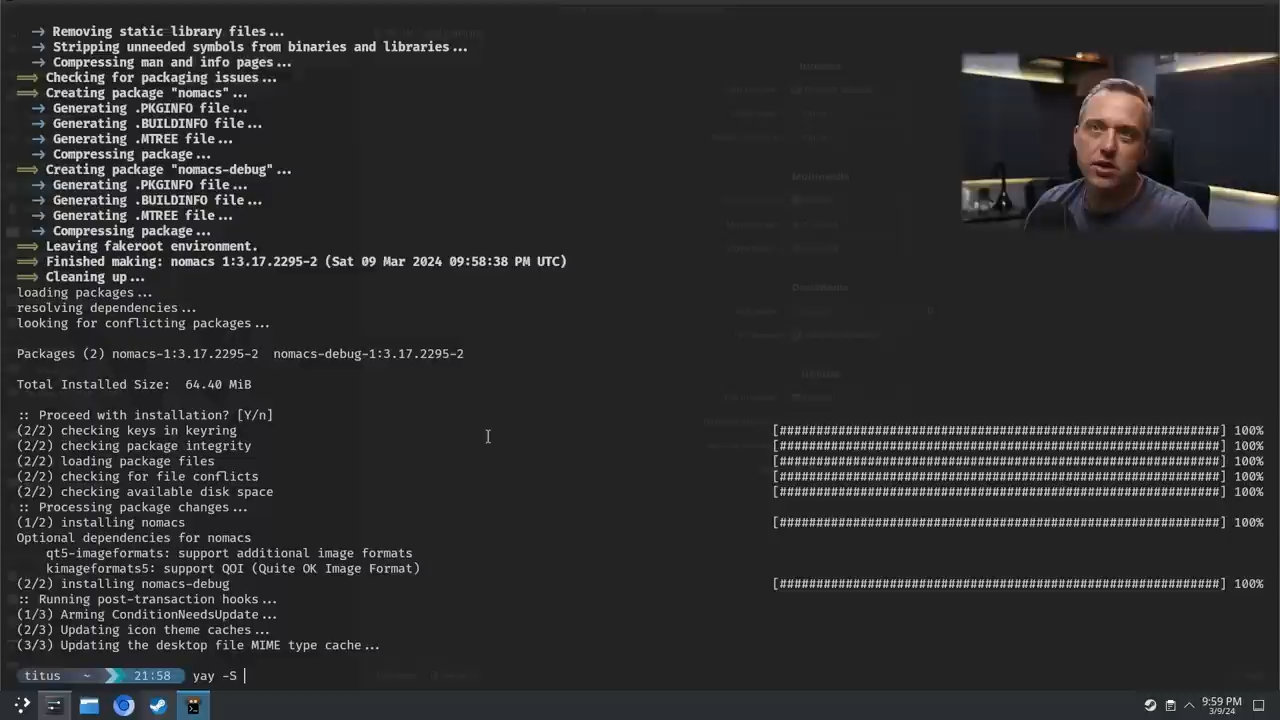 → Removing static library files...
→ Stripping unneeded symbols from binaries and libraries...
→ Compressing man and info pages...
⟹ Checking for packaging issues...
⟹ Creating package "nomacs"...
→ Generating .PKGINFO file...
→ Generating .BUILDINFO file...
→ Generating .MTREE file...
→ Compressing package...
⟹ Creating package "nomacs-debug"...
→ Generating .PKGINFO file...
→ Generating .BUILDINFO file...
→ Generating .MTREE file...
→ Compressing package...
⟹ Leaving fakeroot environment.
⟹ Finished making: nomacs 1:3.17.2295-2 (Sat 09 Mar 2024 09:58:38 PM UTC)
⟹ Cleaning up...
loading packages...
resolving dependencies...
looking for conflicting packages...
Packages (2) nomacs-1:3.17.2295-2 nomacs-debug-1:3.17.2295-2
Total Installed Size: 64.40 MiB
:: Proceed with installation? [Y/n]
(2/2) checking keys in keyring [############################################################] 100%
(2/2) checking package integrity [############################################################] 100%
(2/2) loading package files [############################################################] 100%
(2/2) checking for file conflicts [############################################################] 100%
(2/2) checking available disk space [############################################################] 100%
:: Processing package changes...
(1/2) installing nomacs [############################################################] 100%
Optional dependencies for nomacs
qt5-imageformats: support additional image formats
kimageformats5: support QOI (Quite OK Image Format)
(2/2) installing nomacs-debug [############################################################] 100%
:: Running post-transaction hooks...
(1/3) Arming ConditionNeedsUpdate...
(2/3) Updating icon theme caches...
(3/3) Updating the desktop file MIME type cache...
titus ~ 21:58 yay -S
9:59 PM
3/9/24